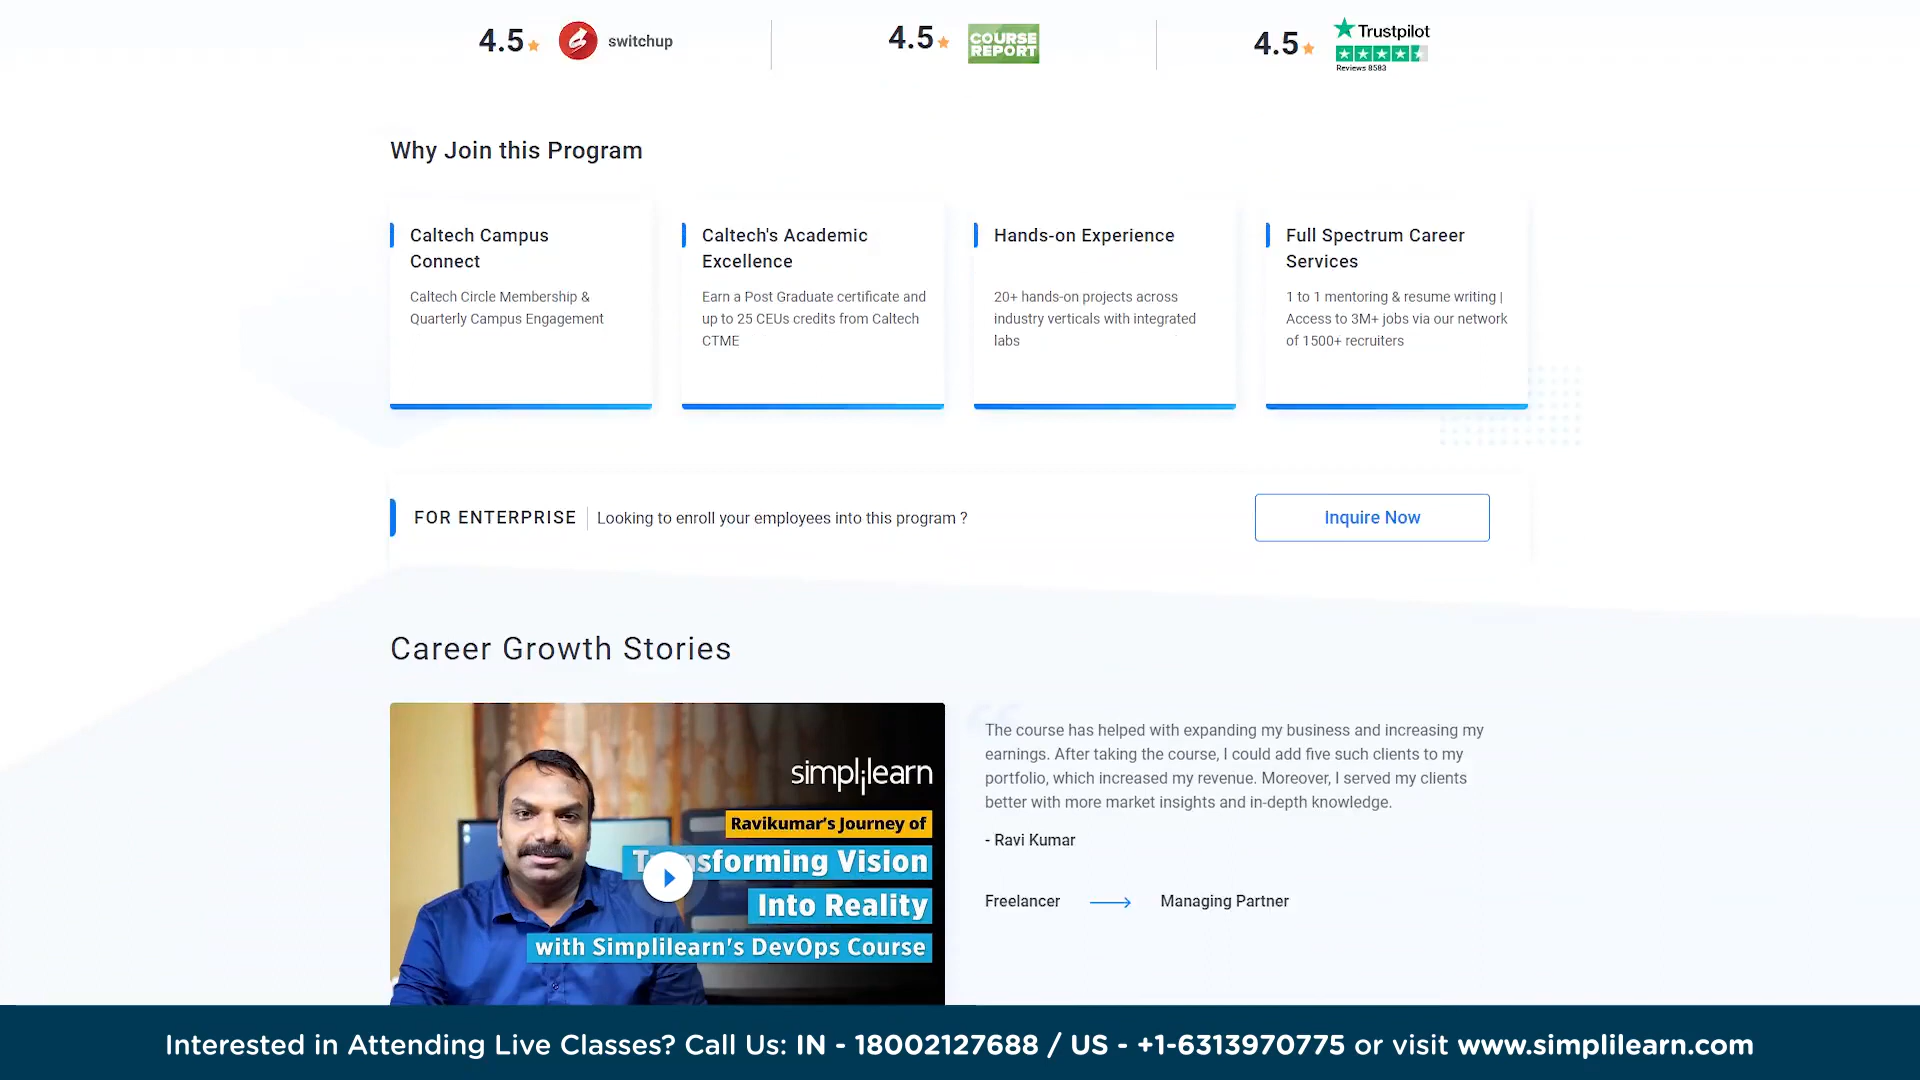 4.5 switchup
4.5 COURSE REPORT
4.5 Trustpilot
Reviews 8583
Why Join this Program
Caltech Campus
Connect
Caltech Circle Membership &
Quarterly Campus Engagement
Caltech's Academic
Excellence
Earn a Post Graduate certificate and
up to 25 CEUs credits from Caltech
CTME
Hands-on Experience
20+ hands-on projects across
industry verticals with integrated
labs
Full Spectrum Career
Services
1 to 1 mentoring & resume writing |
Access to 3M+ jobs via our network
of 1500+ recruiters
FOR ENTERPRISE | Looking to enroll your employees into this program ?
Inquire Now
Career Growth Stories
simplilearn
Ravikumar's Journey of
Transforming Vision
Into Reality
with Simplilearn's DevOps Course
The course has helped with expanding my business and increasing my
earnings. After taking the course, I could add five such clients to my
portfolio, which increased my revenue. Moreover, I served my clients
better with more market insights and in-depth knowledge.
- Ravi Kumar
Freelancer → Managing Partner
Interested in Attending Live Classes? Call Us: IN - 18002127688 / US - +1-6313970775 or visit www.simplilearn.com